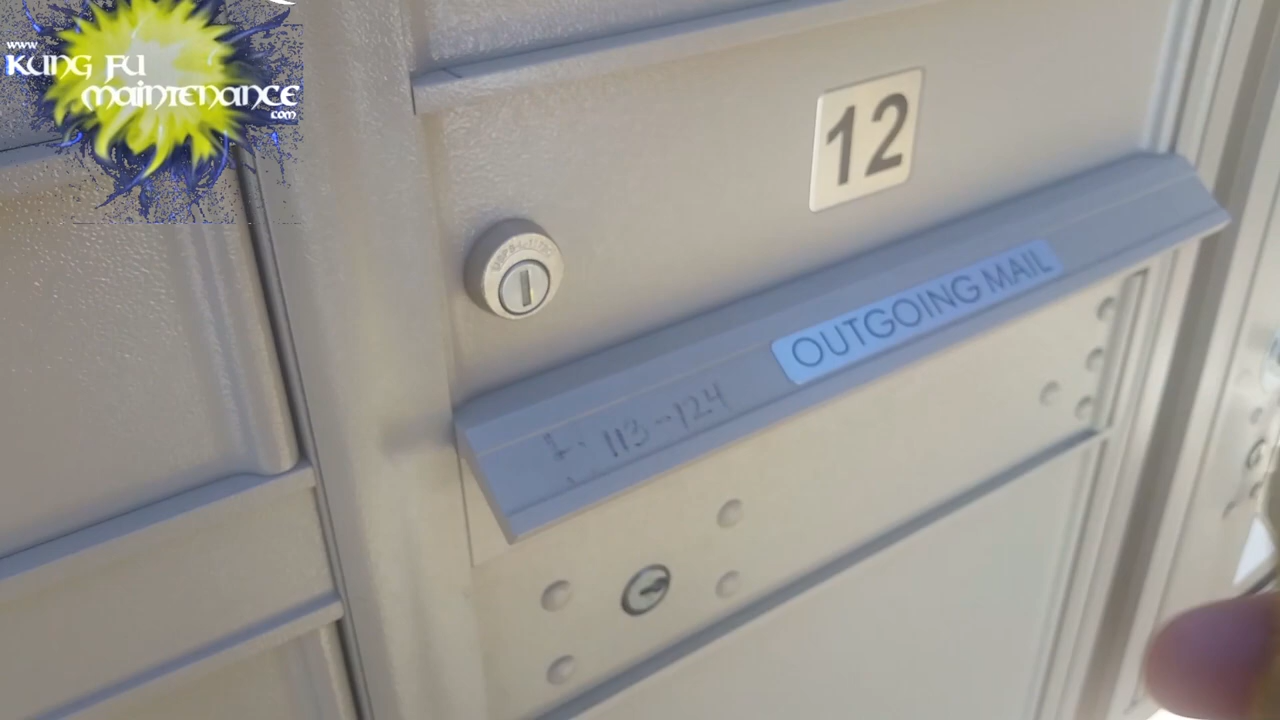 www
KUNG FU
MAINTENANCE
.com
12
OUTGOING MAIL
113-124